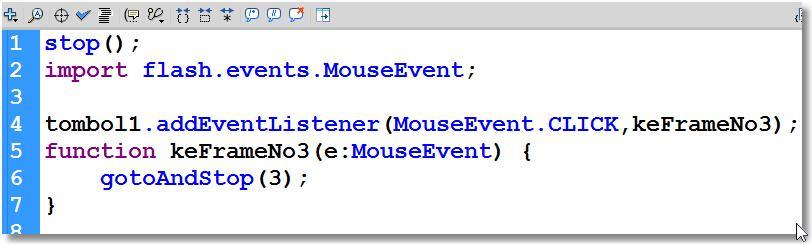 1 stop();
2 import flash.events.MouseEvent;
3
4 tombol1.addEventListener(MouseEvent.CLICK,keFrameNo3);
5 function keFrameNo3(e:MouseEvent) {
6     gotoAndStop(3);
7 }
8